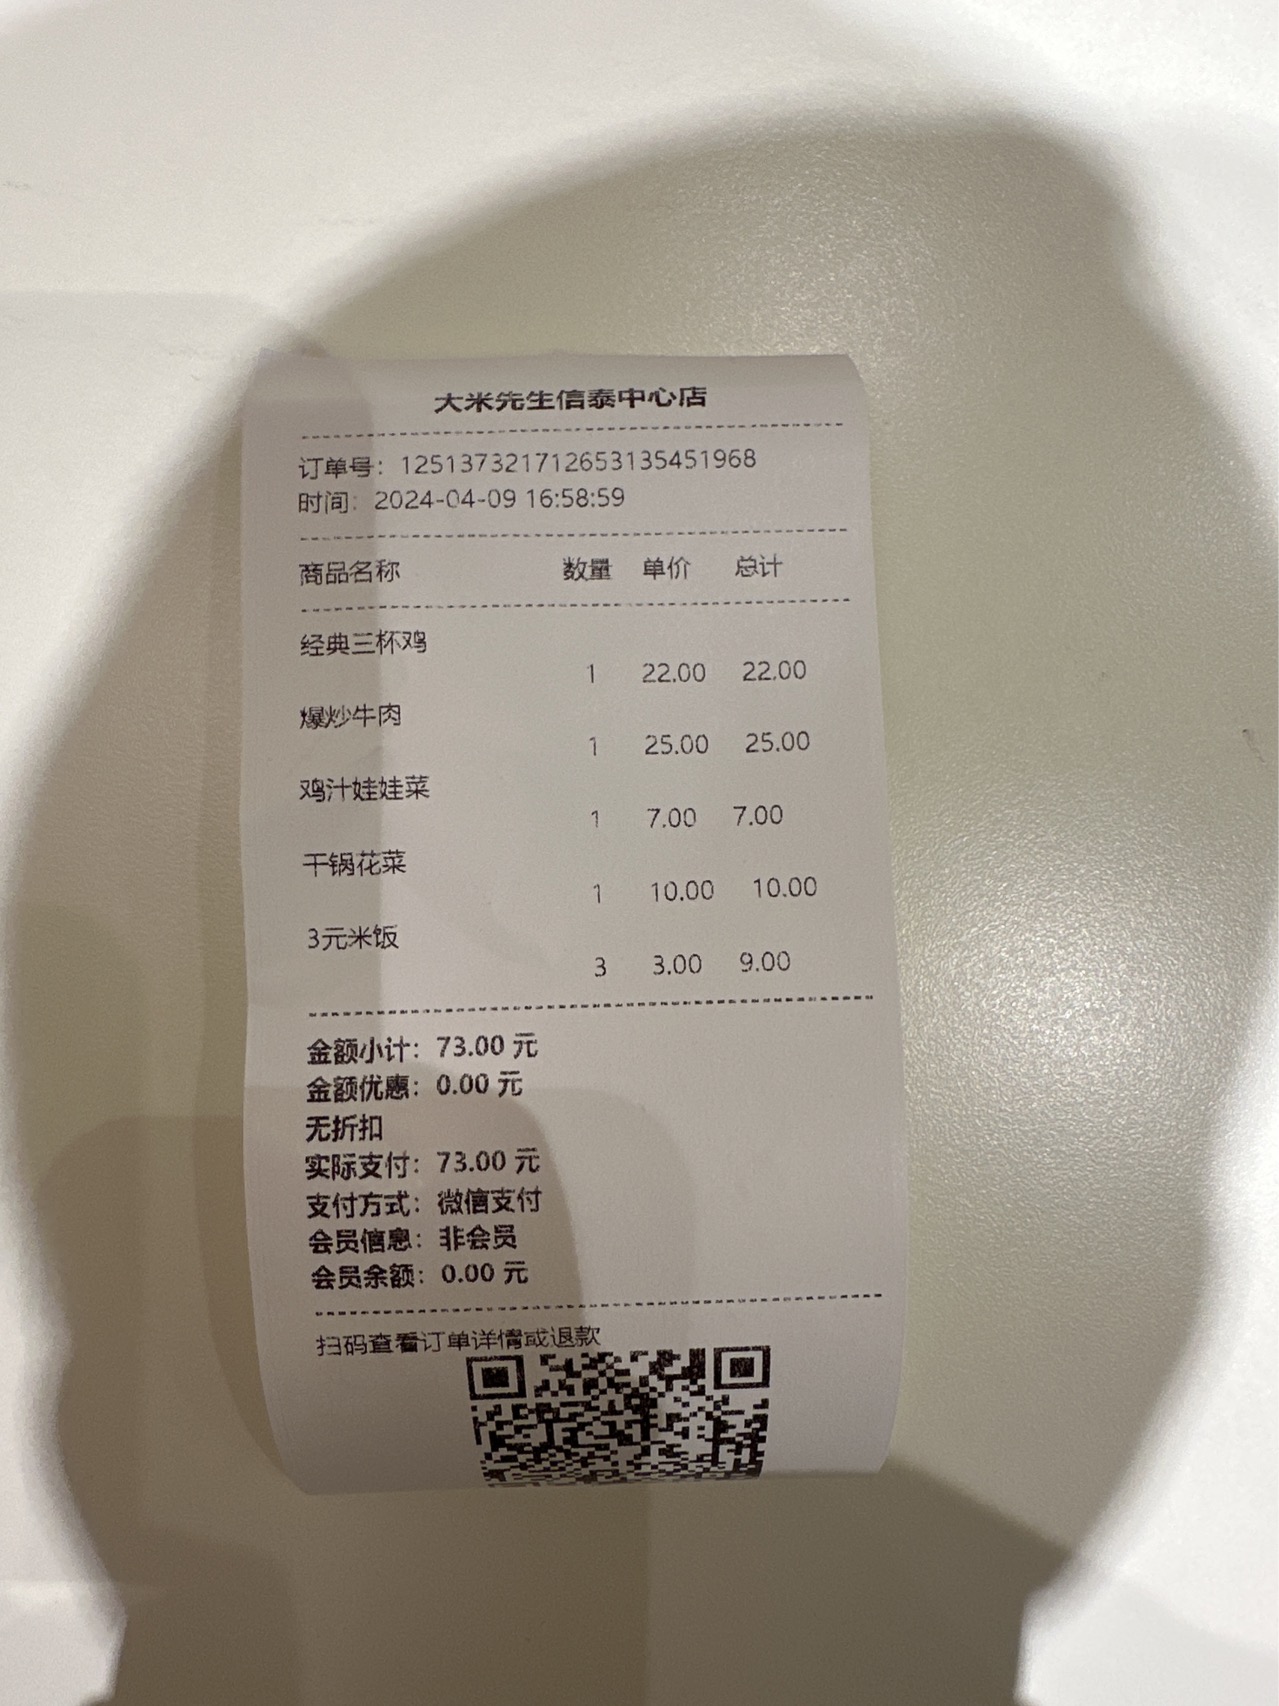 大米先生信泰中心店
订单号：12513732171265313545​1968
时间：2024-04-09 16:58:59
商品名称 数量 单价 总计
经典三杯鸡
1 22.00 22.00
爆炒牛肉
1 25.00 25.00
鸡汁娃娃菜
1 7.00 7.00
干锅花菜
1 10.00 10.00
3元米饭
3 3.00 9.00
金额小计：73.00 元
金额优惠：0.00 元
无折扣
实际支付：73.00 元
支付方式：微信支付
会员信息：非会员
会员余额：0.00 元
扫码查看订单详情或退款